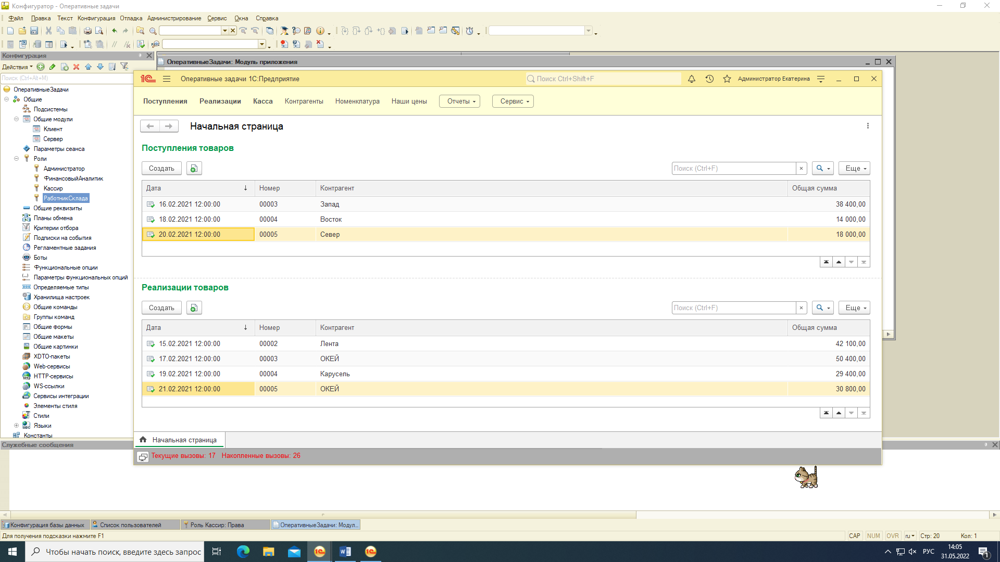 Конфигуратор - Оперативные задачи
Файл Правка Текст Конфигурация Отладка Администрирование Сервис Окна Справка
Конфигурация
Действия
Поиск (Ctrl+Alt+M)
ОперативныеЗадачи
Общие
Подсистемы
Общие модули
Клиент
Сервер
Параметры сеанса
Роли
Администратор
ФинансовыйАналитик
Кассир
РаботникСклада
Общие реквизиты
Планы обмена
Критерии отбора
Подписки на события
Регламентные задания
Боты
Функциональные опции
Параметры функциональных опций
Определяемые типы
Хранилища настроек
Общие команды
Группы команд
Общие формы
Общие макеты
Общие картинки
XDTO-пакеты
Web-сервисы
HTTP-сервисы
WS-ссылки
Сервисы интеграции
Элементы стиля
Стили
Языки
Константы
ОперативныеЗадачи: Модуль приложения
Оперативные задачи 1С:Предприятие
Поиск Ctrl+Shift+F
Администратор Екатерина
Поступления Реализации Касса Контрагенты Номенклатура Наши цены Отчеты Сервис
Начальная страница
Поступления товаров
Создать Поиск (Ctrl+F) × Еще
Дата Номер Контрагент Общая сумма
16.02.2021 12:00:00 00003 Запад 38 400,00
18.02.2021 12:00:00 00004 Восток 14 000,00
20.02.2021 12:00:00 00005 Север 18 000,00
Реализации товаров
Создать Поиск (Ctrl+F) × Еще
Дата Номер Контрагент Общая сумма
15.02.2021 12:00:00 00002 Лента 42 100,00
17.02.2021 12:00:00 00003 ОКЕЙ 50 400,00
19.02.2021 12:00:00 00004 Карусель 29 400,00
21.02.2021 12:00:00 00005 ОКЕЙ 30 800,00
Начальная страница
Текущие вызовы: 17 Накопленные вызовы: 26
Служебные сообщения
Конфигурация базы данных Список пользователей Роль Кассир: Права ОперативныеЗадачи: Модул...
Для получения подсказки нажмите F1
CAP NUM OVR ru Стр: 20 Кол: 1
Чтобы начать поиск, введите здесь запрос
РУС
14:05
31.05.2022
1